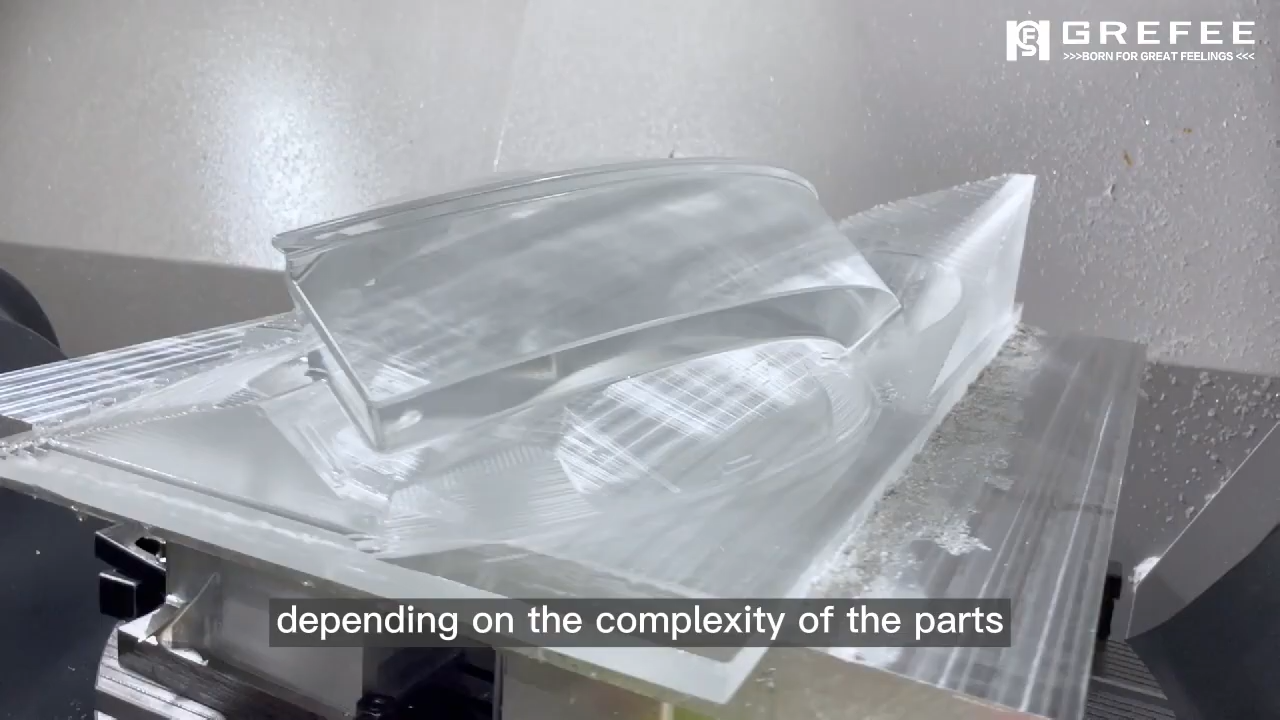 GREFEE
>>>BORN FOR GREAT FEELINGS <<<
depending on the complexity of the parts